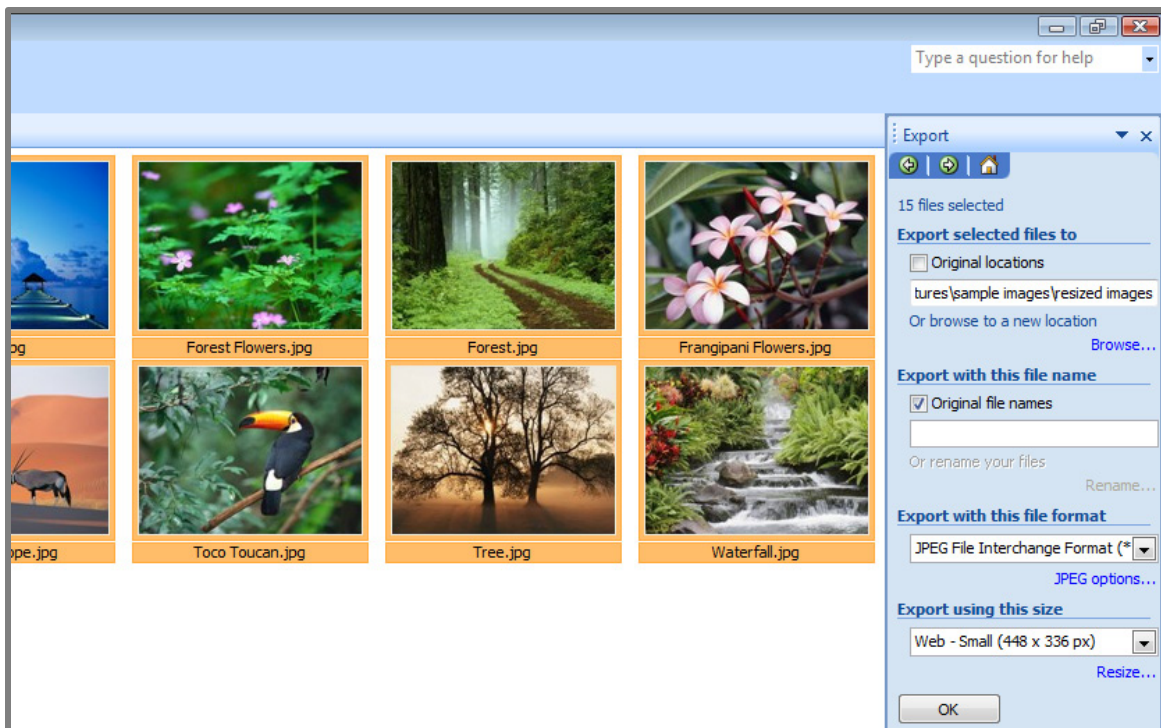 Type a question for help
Export
15 files selected
Export selected files to
Original locations
tures\sample images\resized images
Or browse to a new location
Browse...
Export with this file name
Original file names
Or rename your files
Rename...
Export with this file format
JPEG File Interchange Format (*
JPEG options...
Export using this size
Web - Small (448 x 336 px)
Resize...
OK
pg
Forest Flowers.jpg
Forest.jpg
Frangipani Flowers.jpg
ope.jpg
Toco Toucan.jpg
Tree.jpg
Waterfall.jpg